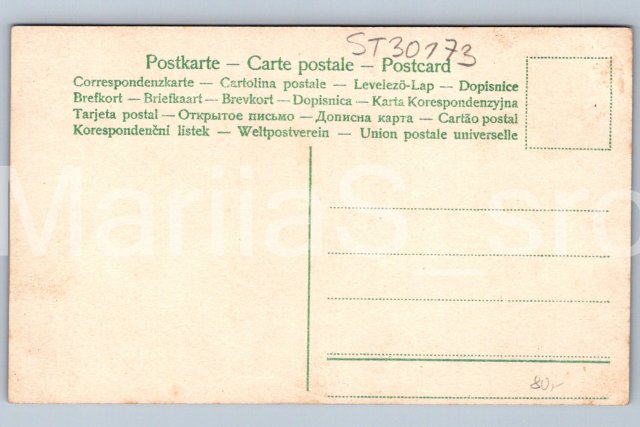 ST30173
Postkarte – Carte postale – Postcard
Correspondenzkarte — Cartolina postale — Levelező-Lap — Dopisnice
Brefkort — Briefkaart — Brevkort — Dopisnica — Karta Korespondenzyjna
Tarjeta postal — Открытое письмо — Дописна карта — Cartão postal
Korespondenční listek — Weltpostverein — Union postale universelle
MariiaS_sro
80,-